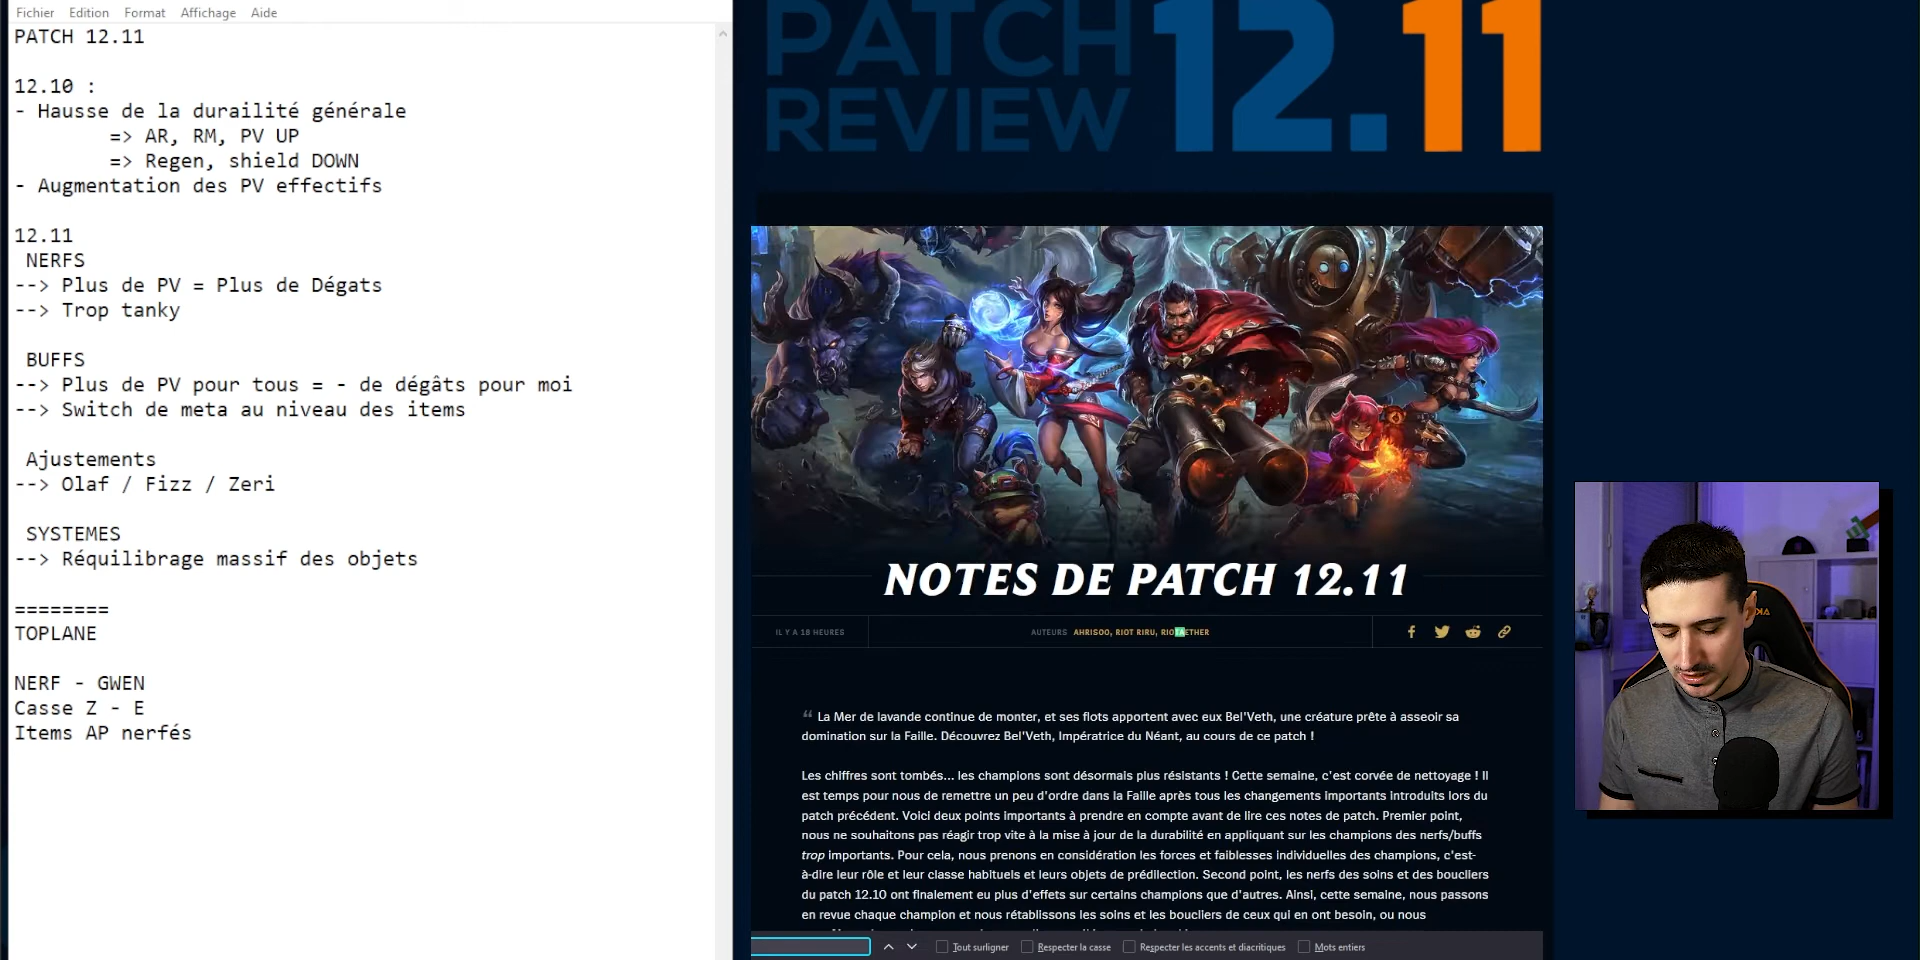 Fichier Edition Format Affichage Aide
PATCH 12.11
12.10 :
- Hausse de la durailité générale
=> AR, RM, PV UP
=> Regen, shield DOWN
- Augmentation des PV effectifs
12.11
NERFS
--> Plus de PV = Plus de Dégats
--> Trop tanky
BUFFS
--> Plus de PV pour tous = - de dégâts pour moi
--> Switch de meta au niveau des items
Ajustements
--> Olaf / Fizz / Zeri
SYSTEMES
--> Réquilibrage massif des objets
========
TOPLANE
NERF - GWEN
Casse Z - E
Items AP nerfés
PATCH
REVIEW
12.11
NOTES DE PATCH 12.11
IL Y A 18 HEURES
AUTEURS AHRISOO, RIOT RIRU, RIOTAETHER
“ La Mer de lavande continue de monter, et ses flots apportent avec eux Bel'Veth, une créature prête à asseoir sa
domination sur la Faille. Découvrez Bel'Veth, Impératrice du Néant, au cours de ce patch !
Les chiffres sont tombés... les champions sont désormais plus résistants ! Cette semaine, c'est corvée de nettoyage ! Il
est temps pour nous de remettre un peu d'ordre dans la Faille après tous les changements importants introduits lors du
patch précédent. Voici deux points importants à prendre en compte avant de lire ces notes de patch. Premier point,
nous ne souhaitons pas réagir trop vite à la mise à jour de la durabilité en appliquant sur les champions des nerfs/buffs
trop importants. Pour cela, nous prenons en considération les forces et faiblesses individuelles des champions, c'est-
à-dire leur rôle et leur classe habituels et leurs objets de prédilection. Second point, les nerfs des soins et des boucliers
du patch 12.10 ont finalement eu plus d'effets sur certains champions que d'autres. Ainsi, cette semaine, nous passons
en revue chaque champion et nous rétablissons les soins et les boucliers de ceux qui en ont besoin, ou nous
Tout surligner Respecter la casse Respecter les accents et diacritiques Mots entiers